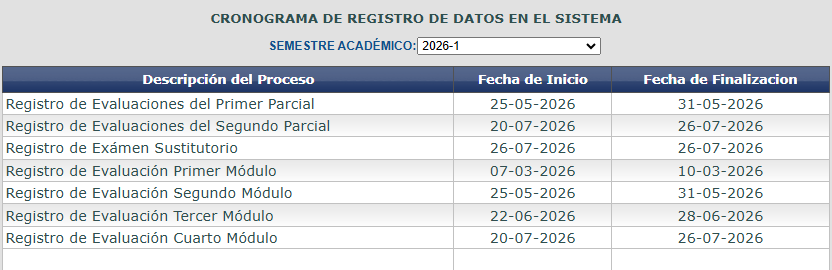 CRONOGRAMA DE REGISTRO DE DATOS EN EL SISTEMA
SEMESTRE ACADÉMICO: 2026-1
Descripción del Proceso Fecha de Inicio Fecha de Finalizacion
Registro de Evaluaciones del Primer Parcial 25-05-2026 31-05-2026
Registro de Evaluaciones del Segundo Parcial 20-07-2026 26-07-2026
Registro de Exámen Sustitutorio 26-07-2026 26-07-2026
Registro de Evaluación Primer Módulo 07-03-2026 10-03-2026
Registro de Evaluación Segundo Módulo 25-05-2026 31-05-2026
Registro de Evaluación Tercer Módulo 22-06-2026 28-06-2026
Registro de Evaluación Cuarto Módulo 20-07-2026 26-07-2026